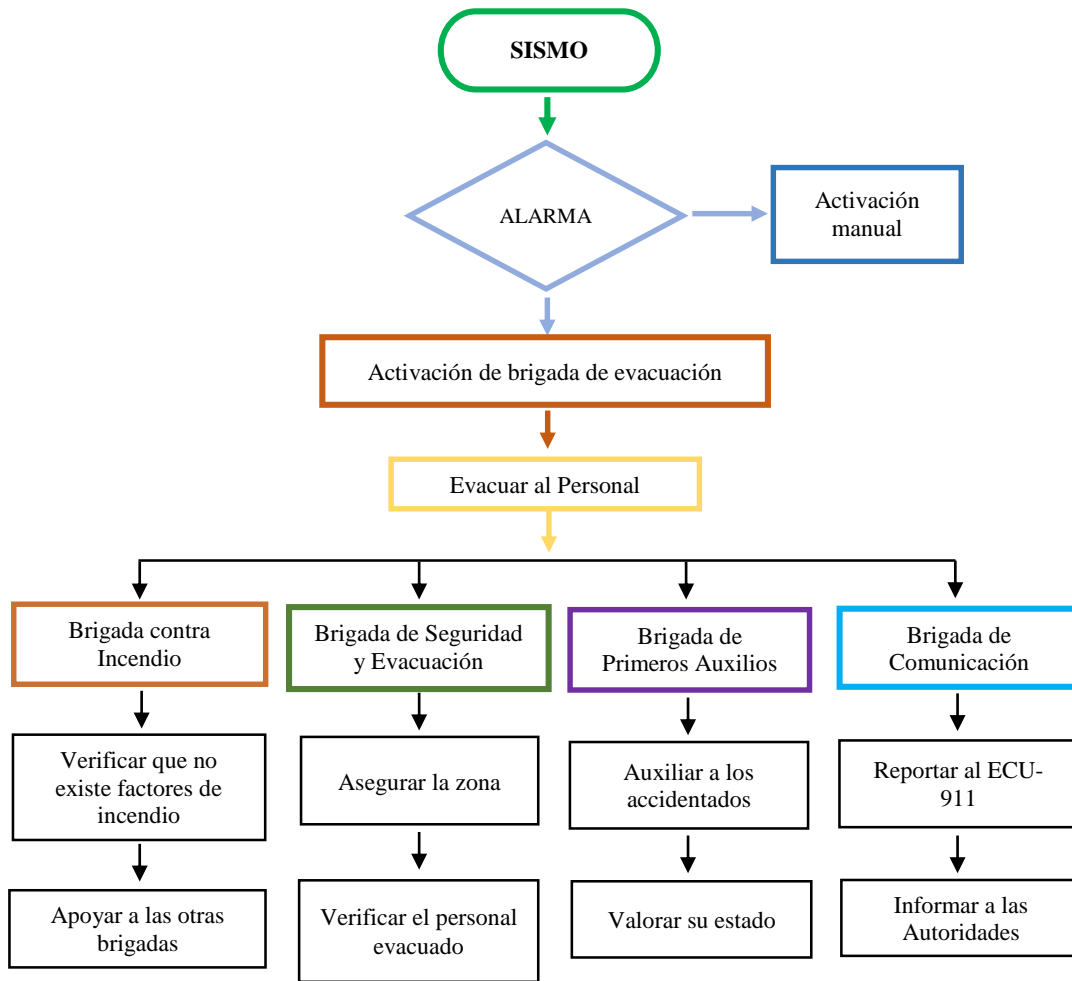 SISMO
ALARMA
Activación
manual
Activación de brigada de evacuación
Evacuar al Personal
Brigada contra
Incendio
Brigada de Seguridad
y Evacuación
Brigada de
Primeros Auxilios
Brigada de
Comunicación
Verificar que no
existe factores de
incendio
Asegurar la zona
Auxiliar a los
accidentados
Reportar al ECU-
911
Apoyar a las otras
brigadas
Verificar el personal
evacuado
Valorar su estado
Informar a las
Autoridades